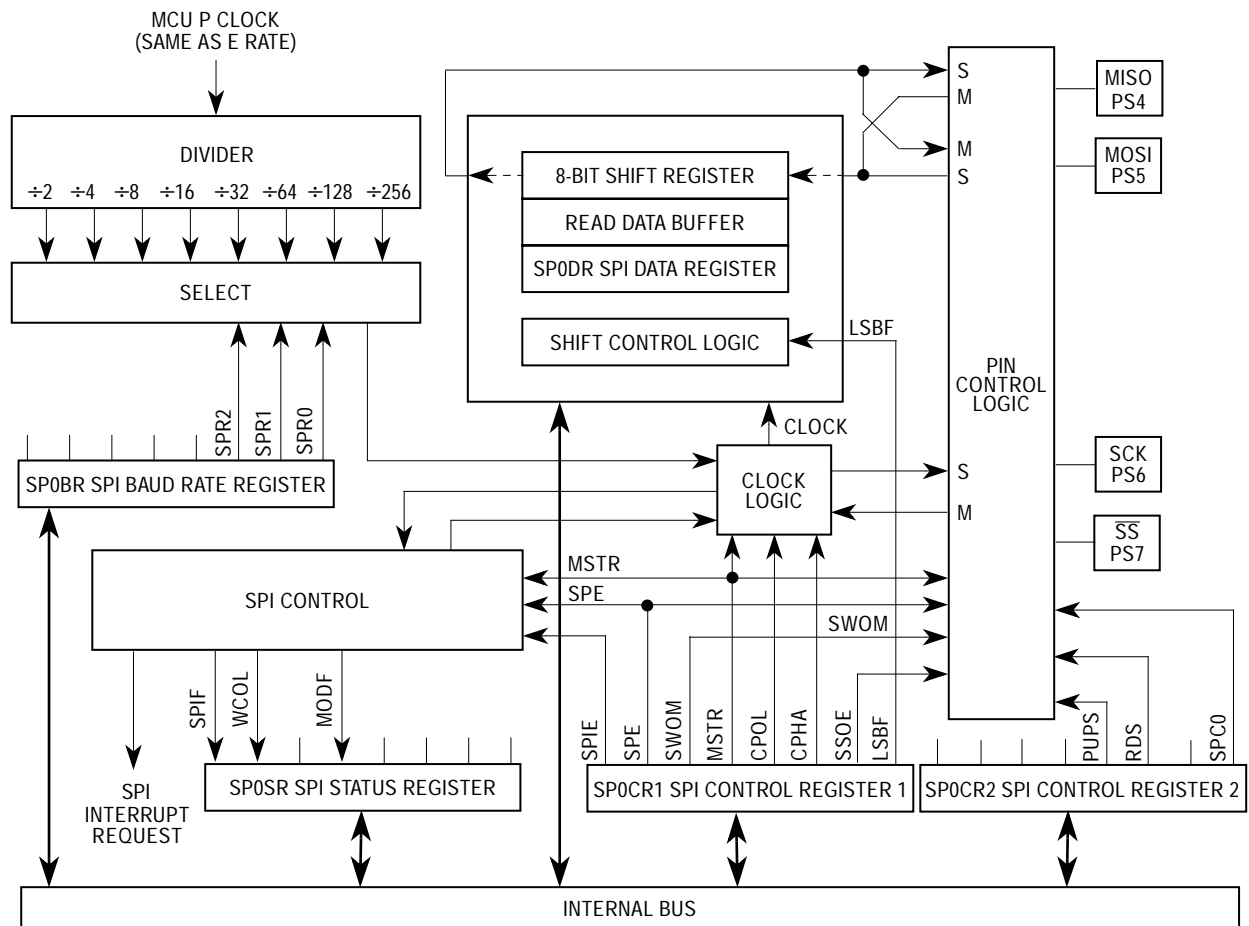 MCU P CLOCK
(SAME AS E RATE)
DIVIDER
÷2 ÷4 ÷8 ÷16 ÷32 ÷64 ÷128 ÷256
SELECT
SPR2
SPR1
SPR0
SP0BR SPI BAUD RATE REGISTER
8-BIT SHIFT REGISTER
READ DATA BUFFER
SP0DR SPI DATA REGISTER
SHIFT CONTROL LOGIC
LSBF
CLOCK
CLOCK
LOGIC
S
M
M
S
S
M
PIN
CONTROL
LOGIC
MISO
PS4
MOSI
PS5
SCK
PS6
SS
PS7
SPI CONTROL
MSTR
SPE
SWOM
SPIF
WCOL
MODF
SPI
INTERRUPT
REQUEST
SP0SR SPI STATUS REGISTER
SPIE
SPE
SWOM
MSTR
CPOL
CPHA
SSOE
LSBF
SP0CR1 SPI CONTROL REGISTER 1
PUPS
RDS
SPC0
SP0CR2 SPI CONTROL REGISTER 2
INTERNAL BUS